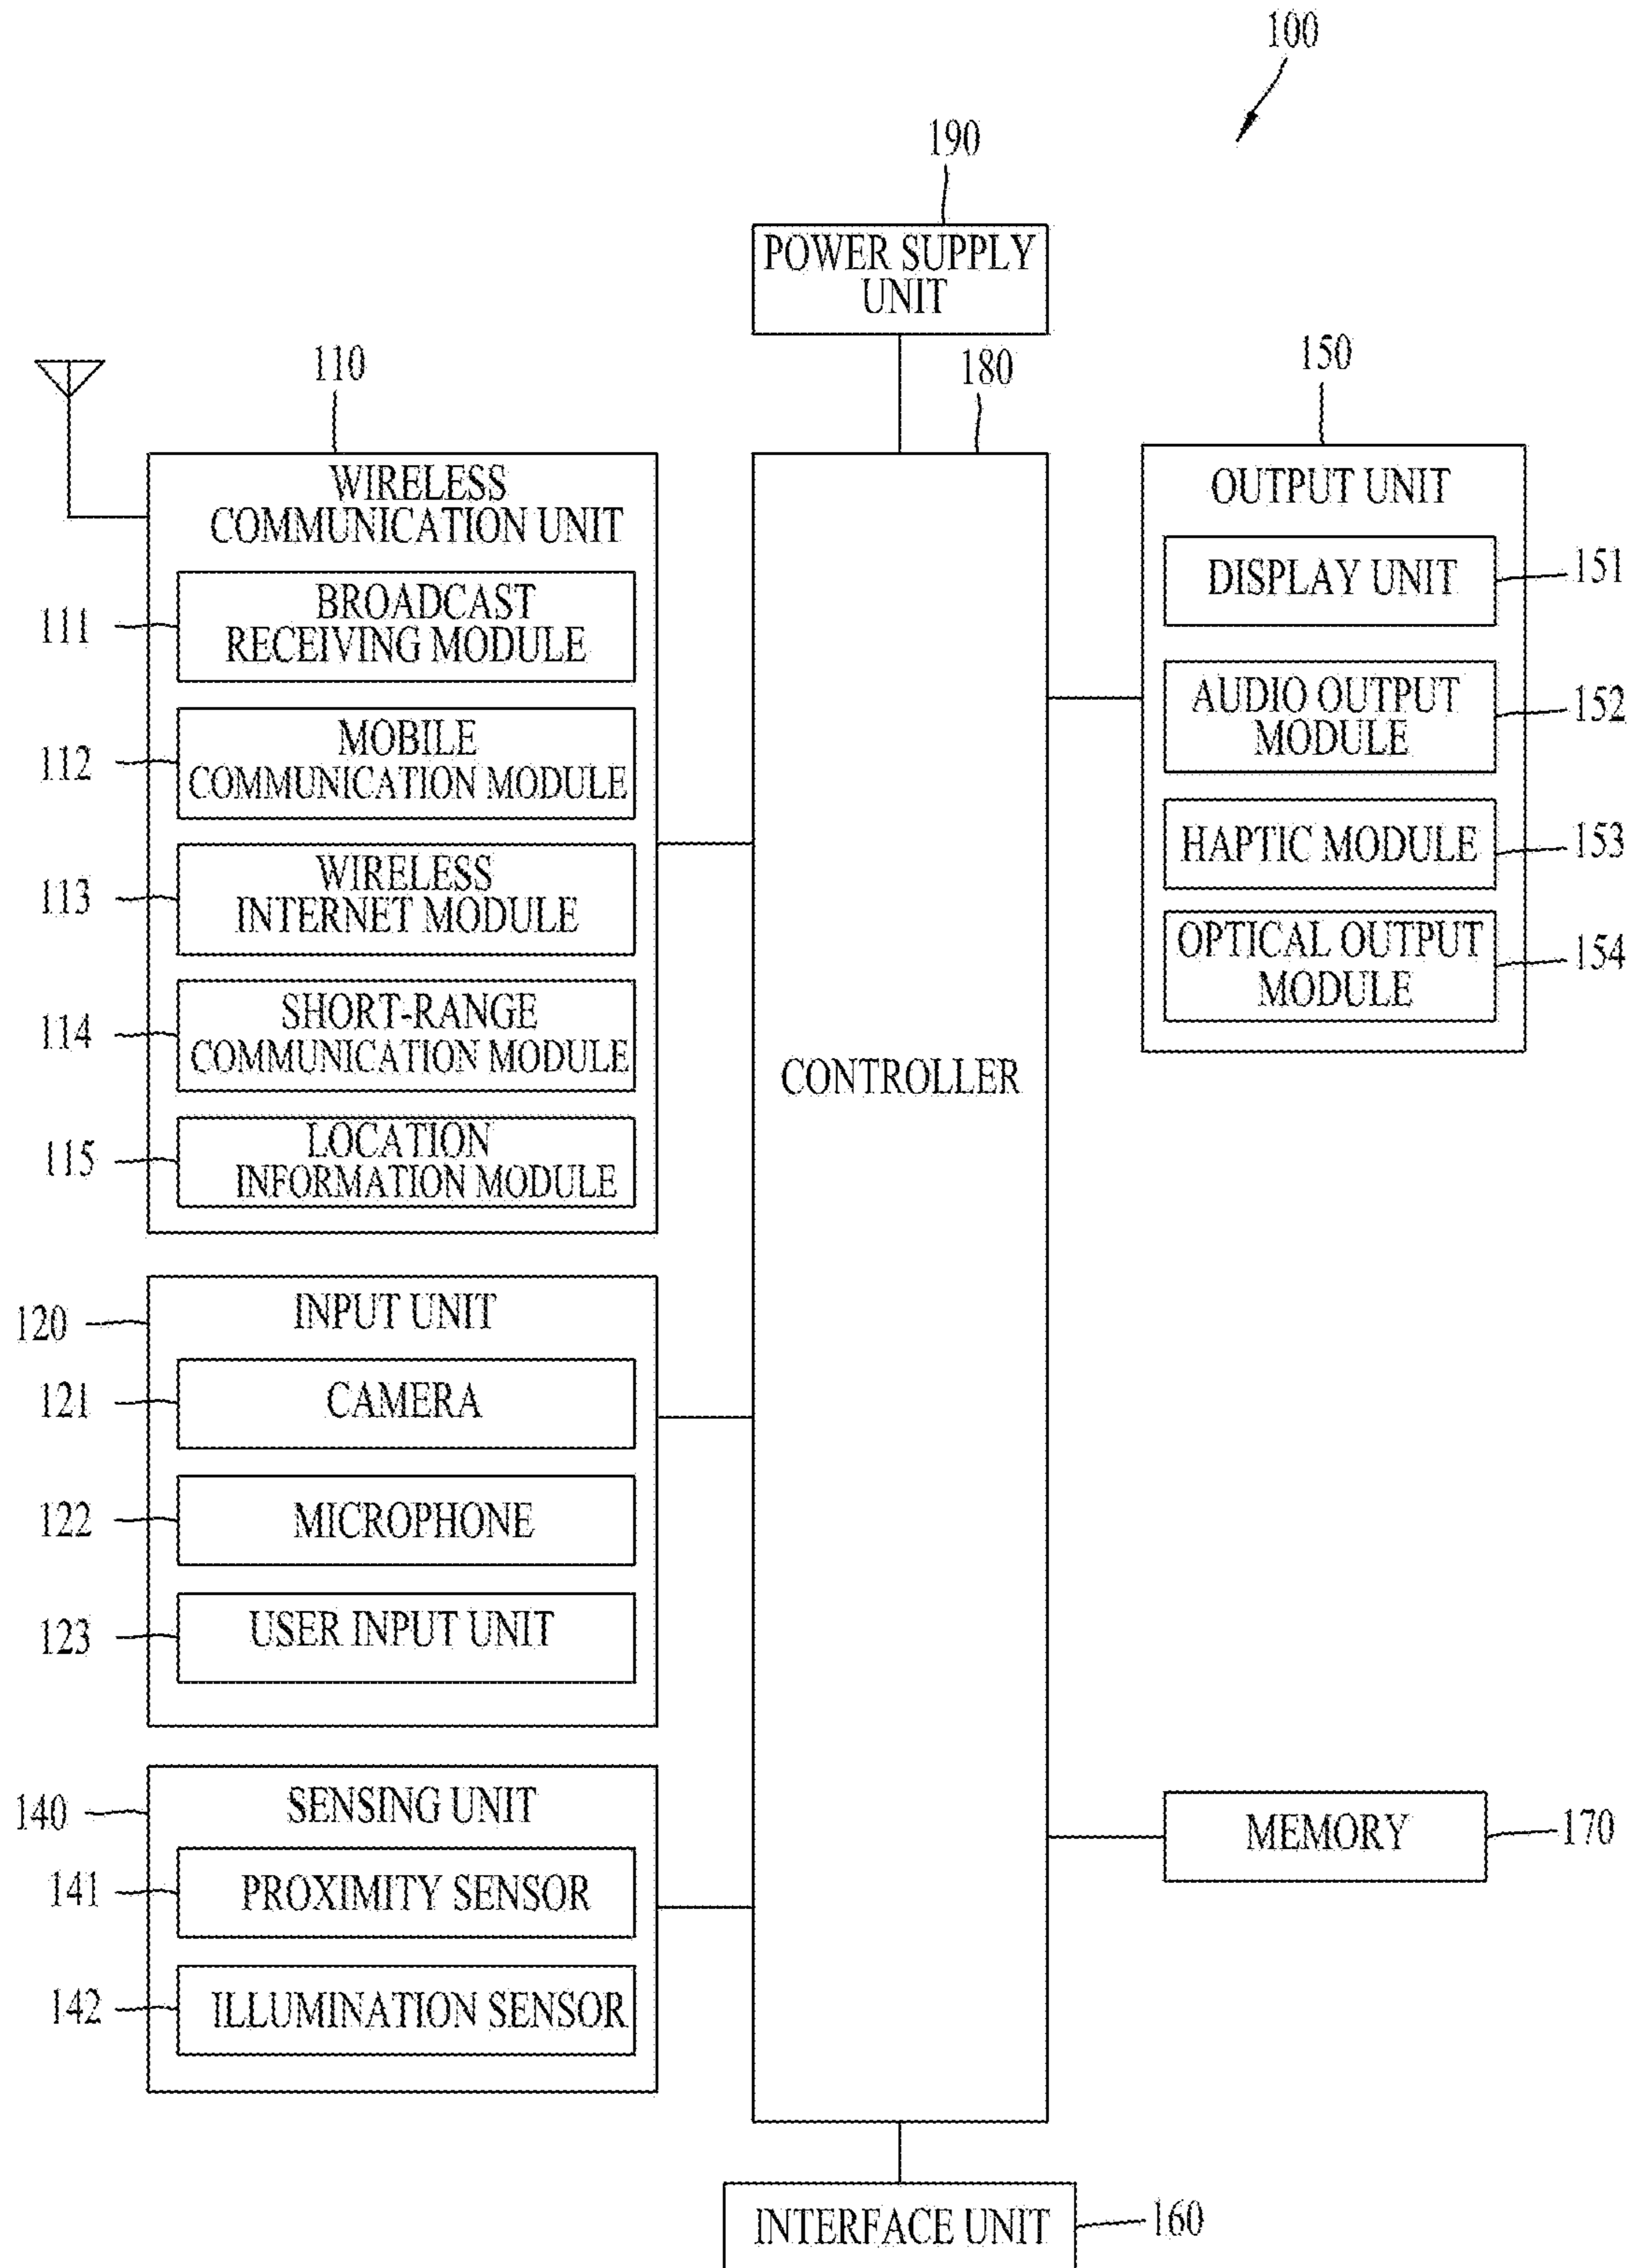 100
190
POWER SUPPLY
UNIT
110
180
150
WIRELESS
COMMUNICATION UNIT
111
BROADCAST
RECEIVING MODULE
112
MOBILE
COMMUNICATION MODULE
113
WIRELESS
INTERNET MODULE
114
SHORT-RANGE
COMMUNICATION MODULE
115
LOCATION
INFORMATION MODULE
120
INPUT UNIT
121
CAMERA
122
MICROPHONE
123
USER INPUT UNIT
140
SENSING UNIT
141
PROXIMITY SENSOR
142
ILLUMINATION SENSOR
CONTROLLER
OUTPUT UNIT
DISPLAY UNIT
151
AUDIO OUTPUT
MODULE
152
HAPTIC MODULE
153
OPTICAL OUTPUT
MODULE
154
MEMORY
170
INTERFACE UNIT
160